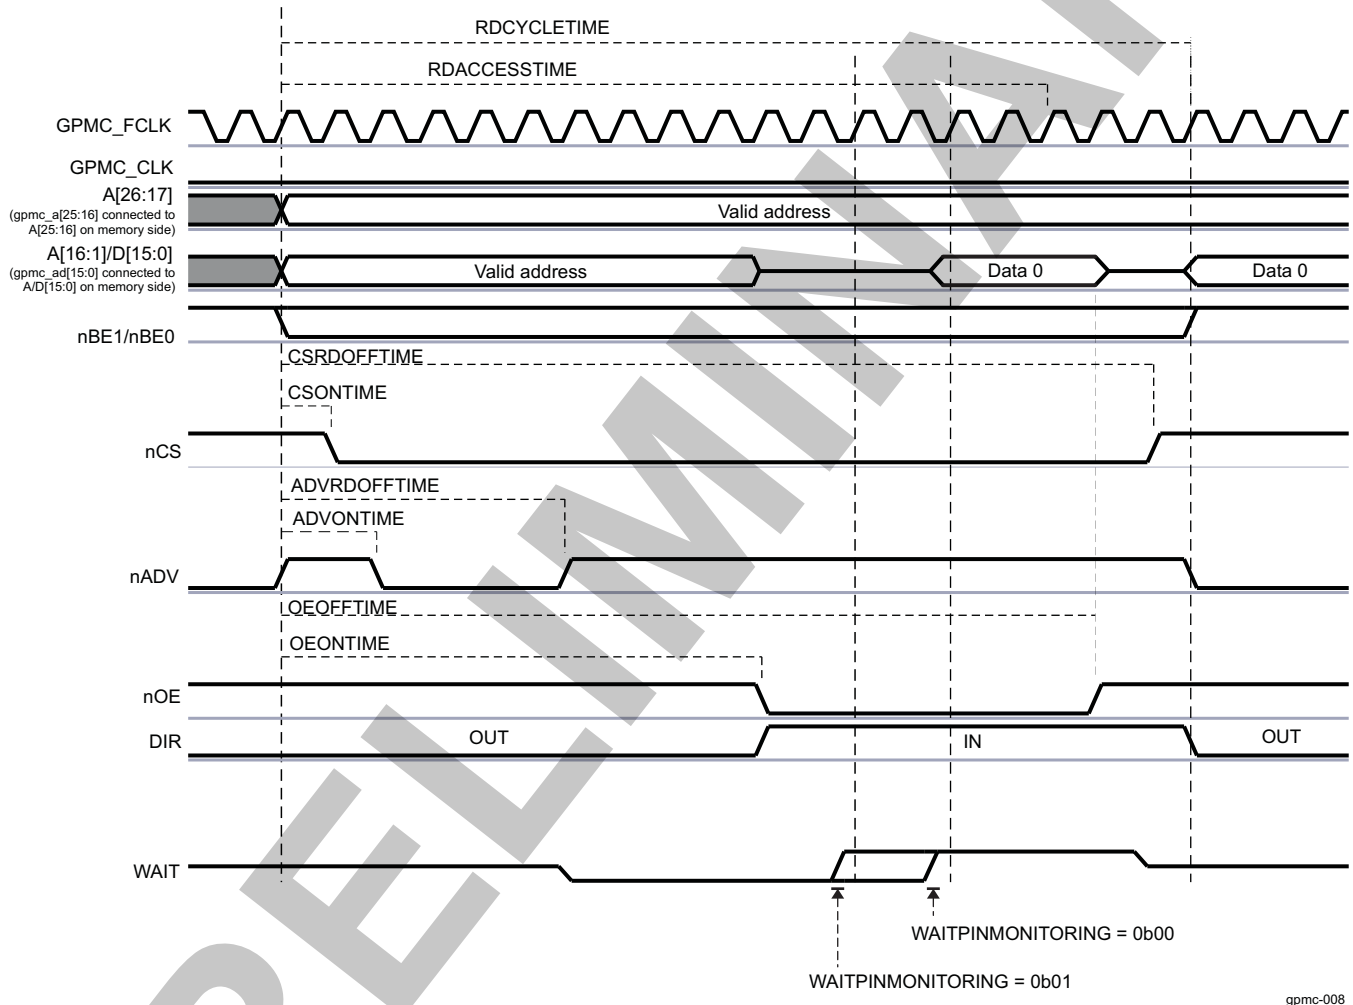 RDCYCLETIME
RDACCESSTIME
GPMC_FCLK
GPMC_CLK
A[26:17]
(gpmc_a[25:16] connected to
A[25:16] on memory side)
Valid address
A[16:1]/D[15:0]
(gpmc_ad[15:0] connected to
A/D[15:0] on memory side)
Valid address
Data 0
Data 0
nBE1/nBE0
CSRDOFFTIME
CSONTIME
nCS
ADVRDOFFTIME
ADVONTIME
nADV
OEOFFTIME
OEONTIME
nOE
DIR
OUT
IN
OUT
WAIT
WAITPINMONITORING = 0b00
WAITPINMONITORING = 0b01
gpmc-008
PRELIMINAR